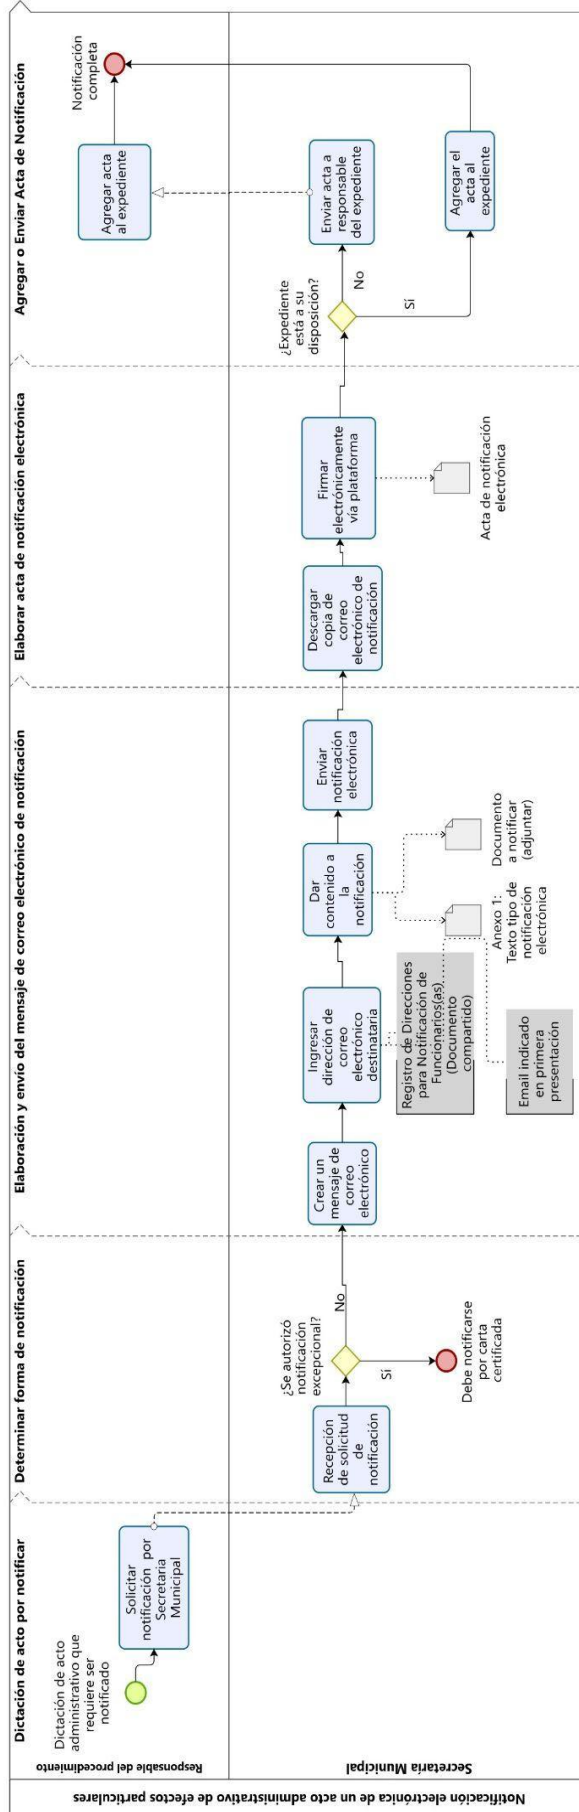 Notificación electrónica de un acto administrativo de efectos particulares
Responsable del procedimiento
Secretaría Municipal
Dictación de acto por notificar
Determinar forma de notificación
Elaboración y envío del mensaje de correo electrónico de notificación
Elaborar acta de notificación electrónica
Agregar o Enviar Acta de Notificación
Dictación de acto
administrativo que
requiere ser
notificado
Solicitar
notificación por
Secretaria
Municipal
Recepción
de solicitud
de
notificación
¿Se autorizó
notificación
excepcional?
No
Sí
Debe notificarse
por carta
certificada
Crear un
mensaje de
correo
electrónico
Ingresar
dirección de
correo
electrónico
destinataria
Registro de Direcciones
para Notificación de
Funcionarios(as)
(Documento
compartido)
Email indicado
en primera
presentación
Dar
contenido a
la
notificación
Anexo 1:
Texto tipo de
notificación
electrónica
Documento
a notificar
(adjuntar)
Enviar
notificación
electrónica
Descargar
copia de
correo
electrónico de
notificación
Firmar
electrónicamente
vía plataforma
Acta de notificación
electrónica
¿Expediente
está a su
disposición?
No
Sí
Enviar acta a
responsable
del expediente
Agregar el
acta al
expediente
Agregar acta
al expediente
Notificación
completa